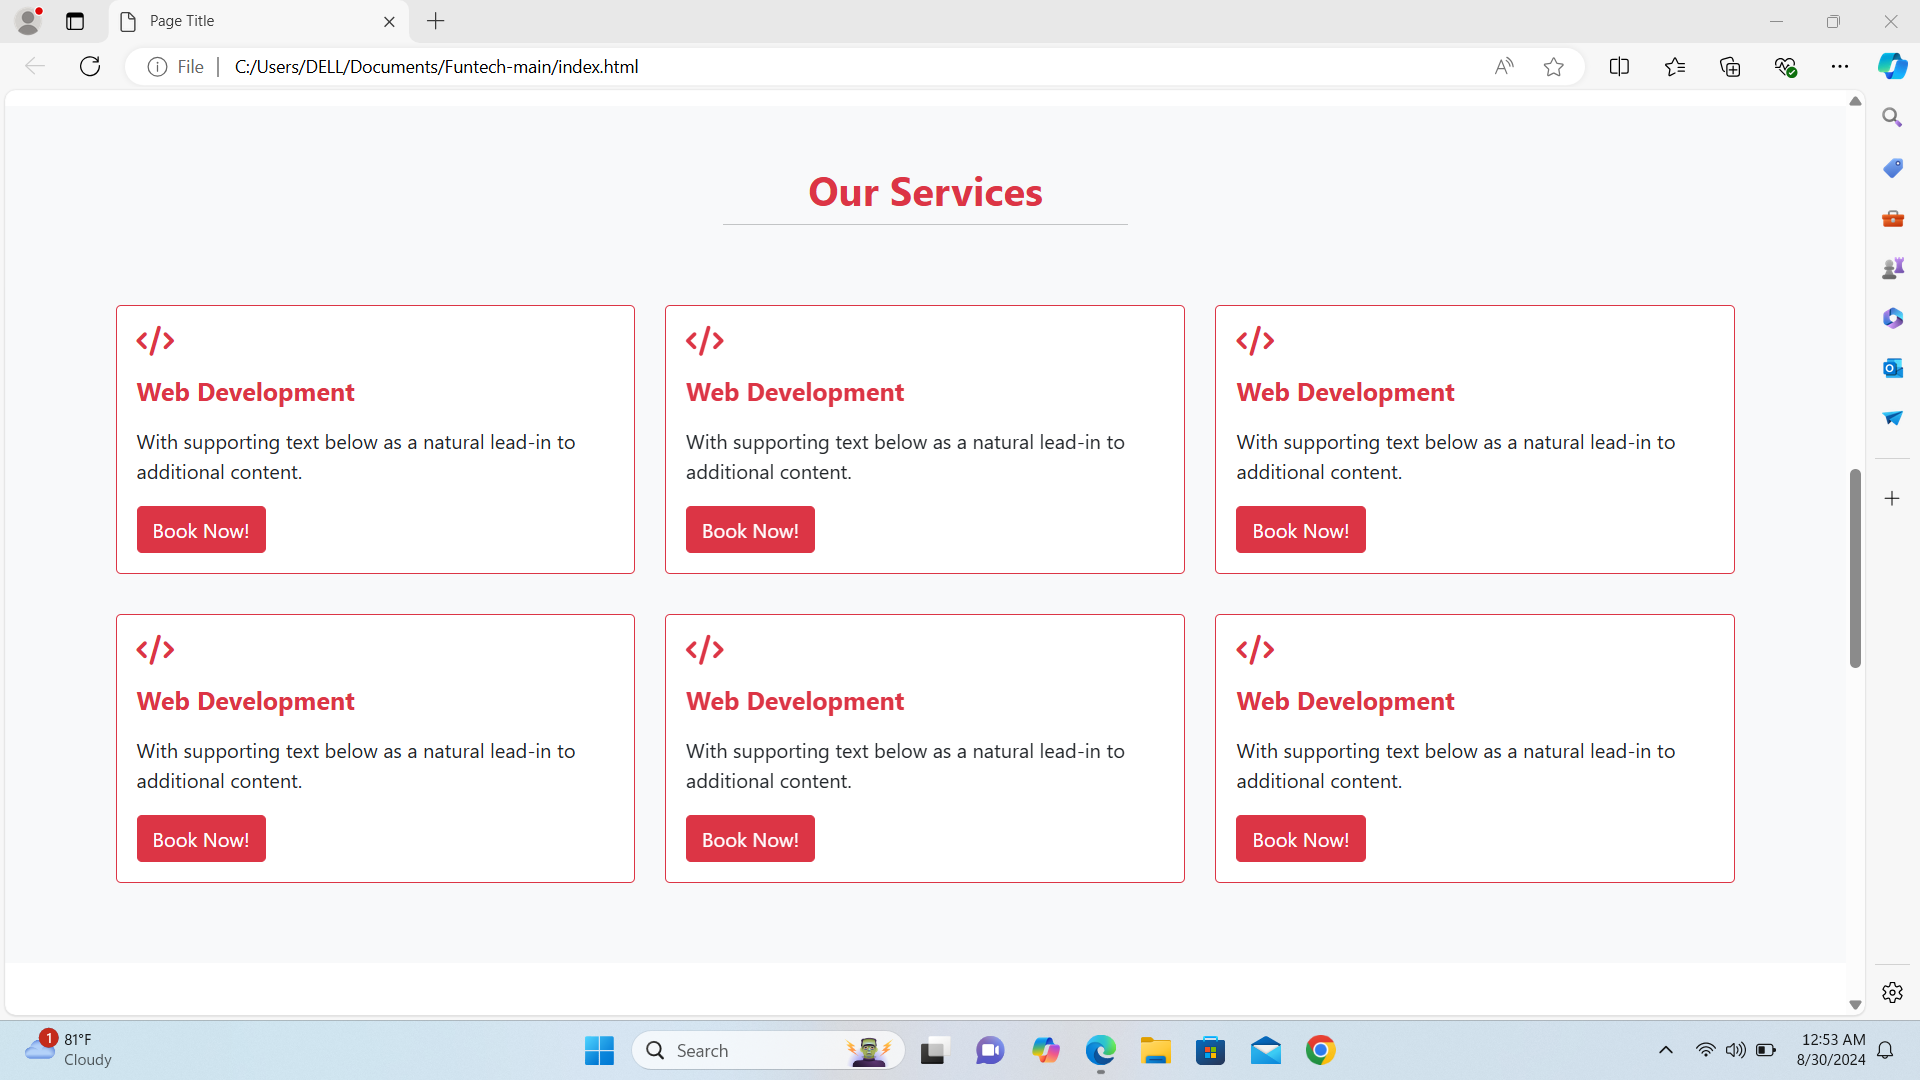 Page Title
File
C:/Users/DELL/Documents/Funtech-main/index.html
Our Services
</>
</>
</>
Web Development
Web Development
Web Development
With supporting text below as a natural lead-in to
additional content.
With supporting text below as a natural lead-in to
additional content.
With supporting text below as a natural lead-in to
additional content.
Book Now!
Book Now!
Book Now!
</>
</>
</>
Web Development
Web Development
Web Development
With supporting text below as a natural lead-in to
additional content.
With supporting text below as a natural lead-in to
additional content.
With supporting text below as a natural lead-in to
additional content.
Book Now!
Book Now!
Book Now!
1
81°F
Cloudy
Search
12:53 AM
8/30/2024